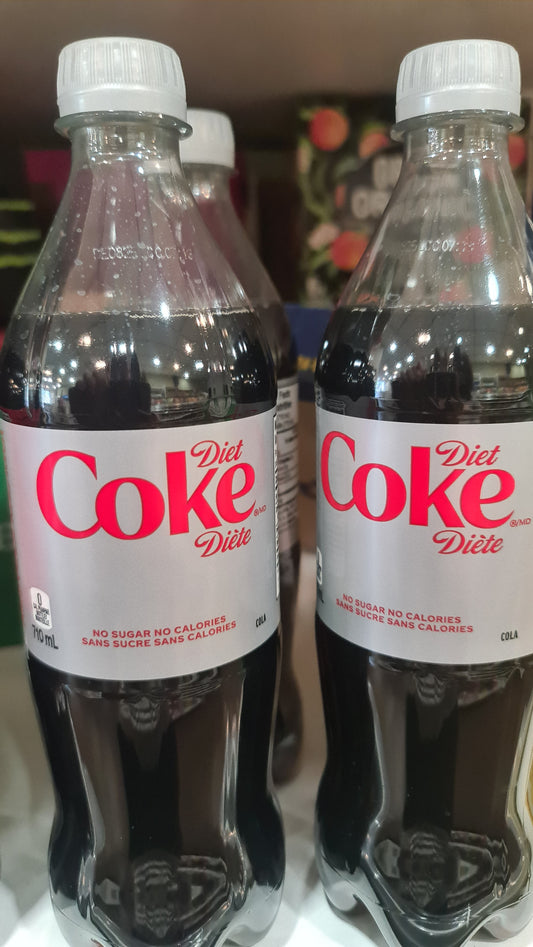 Diet
Coke
®/MD
Diète
NO SUGAR NO CALORIES
SANS SUCRE SANS CALORIES
710 mL
COLA
Diet
Coke
®/MD
Diète
NO SUGAR NO CALORIES
SANS SUCRE SANS CALORIES
COLA